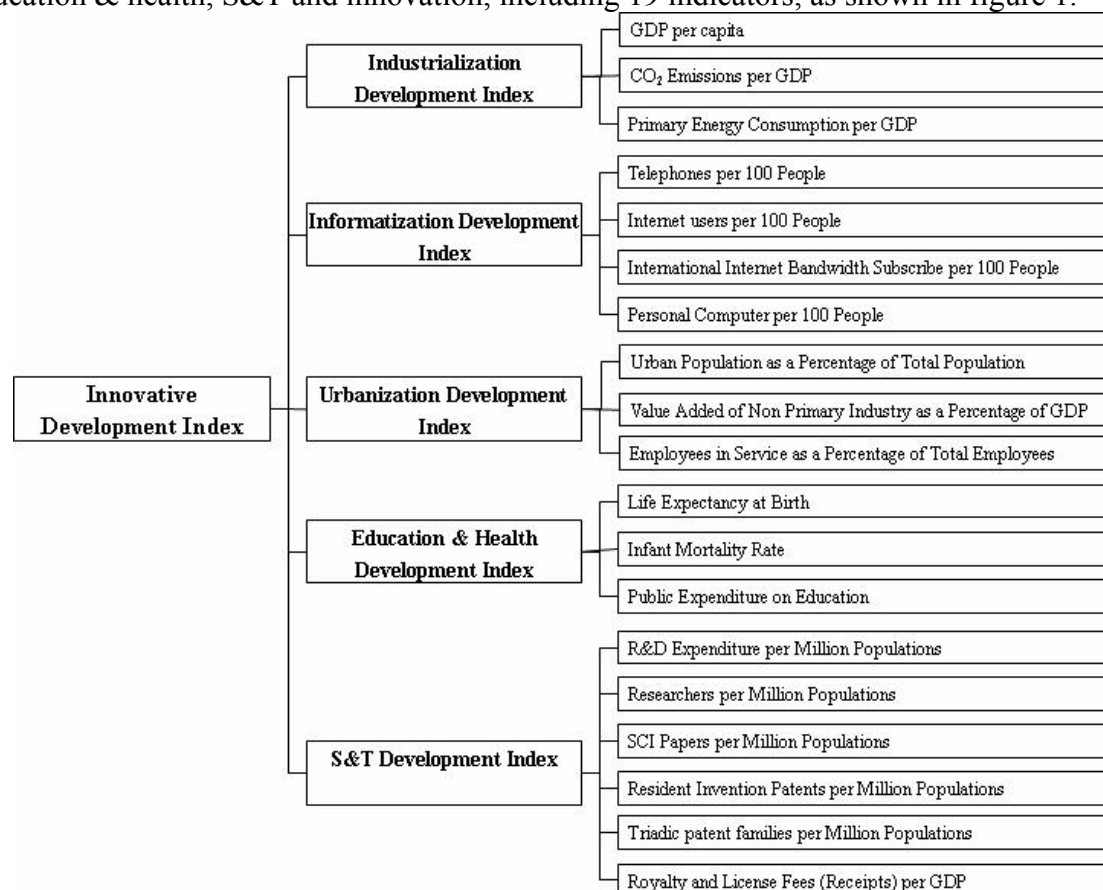 ucation & health, S&T and innovation, including 19 indicators, as shown in figure 1.
Innovative
Development Index
Industrialization
Development Index
GDP per capita
CO₂ Emissions per GDP
Primary Energy Consumption per GDP
Informatization Development
Index
Telephones per 100 People
Internet users per 100 People
International Internet Bandwidth Subscribe per 100 People
Personal Computer per 100 People
Urbanization Development
Index
Urban Population as a Percentage of Total Population
Value Added of Non Primary Industry as a Percentage of GDP
Employees in Service as a Percentage of Total Employees
Education & Health
Development Index
Life Expectancy at Birth
Infant Mortality Rate
Public Expenditure on Education
S&T Development Index
R&D Expenditure per Million Populations
Researchers per Million Populations
SCI Papers per Million Populations
Resident Invention Patents per Million Populations
Triadic patent families per Million Populations
Royalty and License Fees (Receipts) per GDP